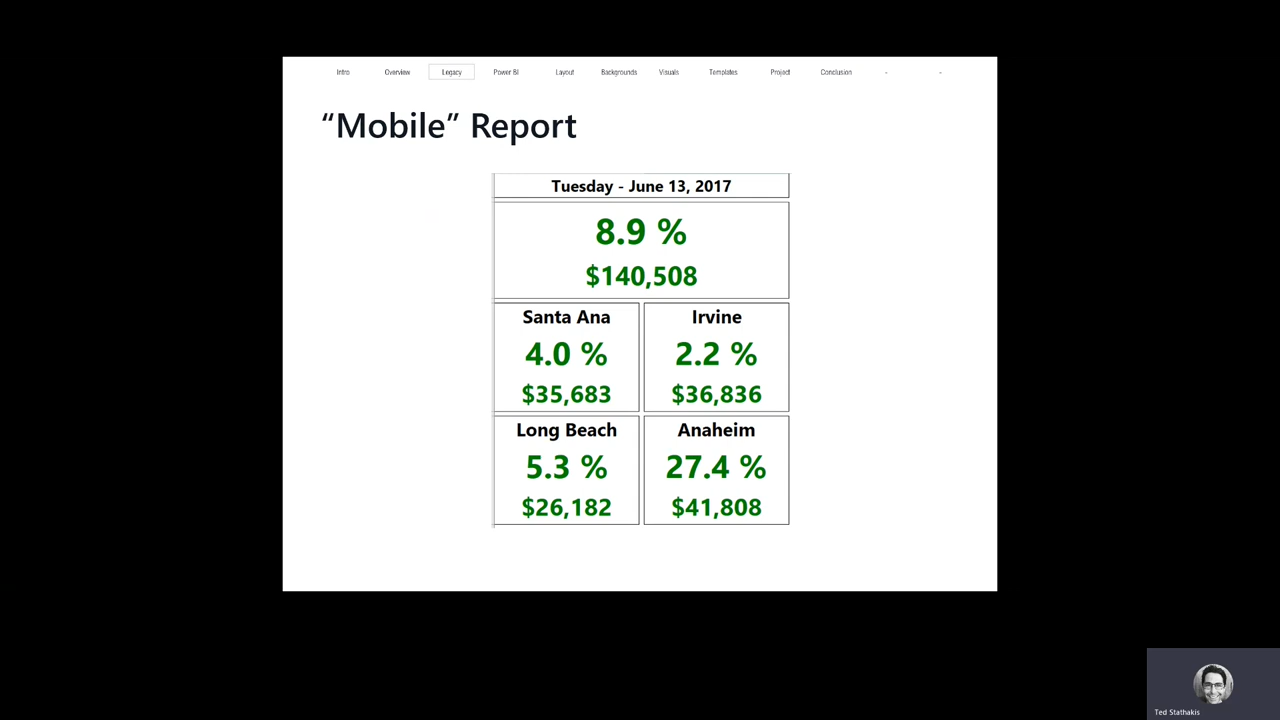 Intro Overview Legacy Power BI Layout Backgrounds Visuals Templates Project Conclusion - -
“Mobile” Report
Tuesday - June 13, 2017
8.9 %
$140,508
Santa Ana
4.0 %
$35,683
Irvine
2.2 %
$36,836
Long Beach
5.3 %
$26,182
Anaheim
27.4 %
$41,808
Ted Stathakis